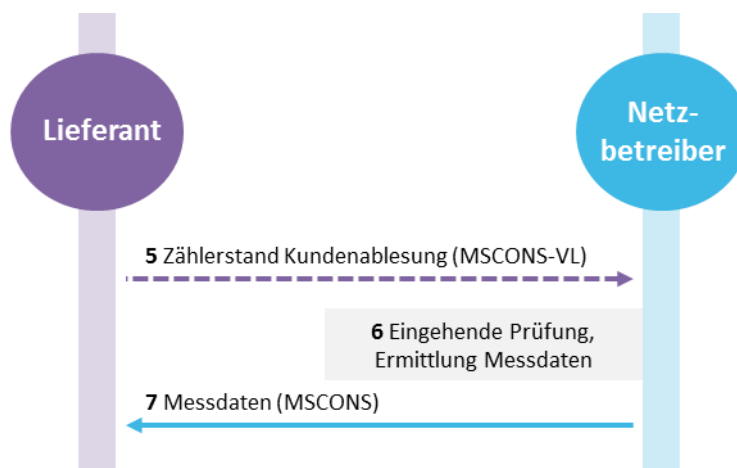 Lieferant
Netz-
betreiber
5 Zählerstand Kundenablesung (MSCONS-VL)
6 Eingehende Prüfung,
Ermittlung Messdaten
7 Messdaten (MSCONS)